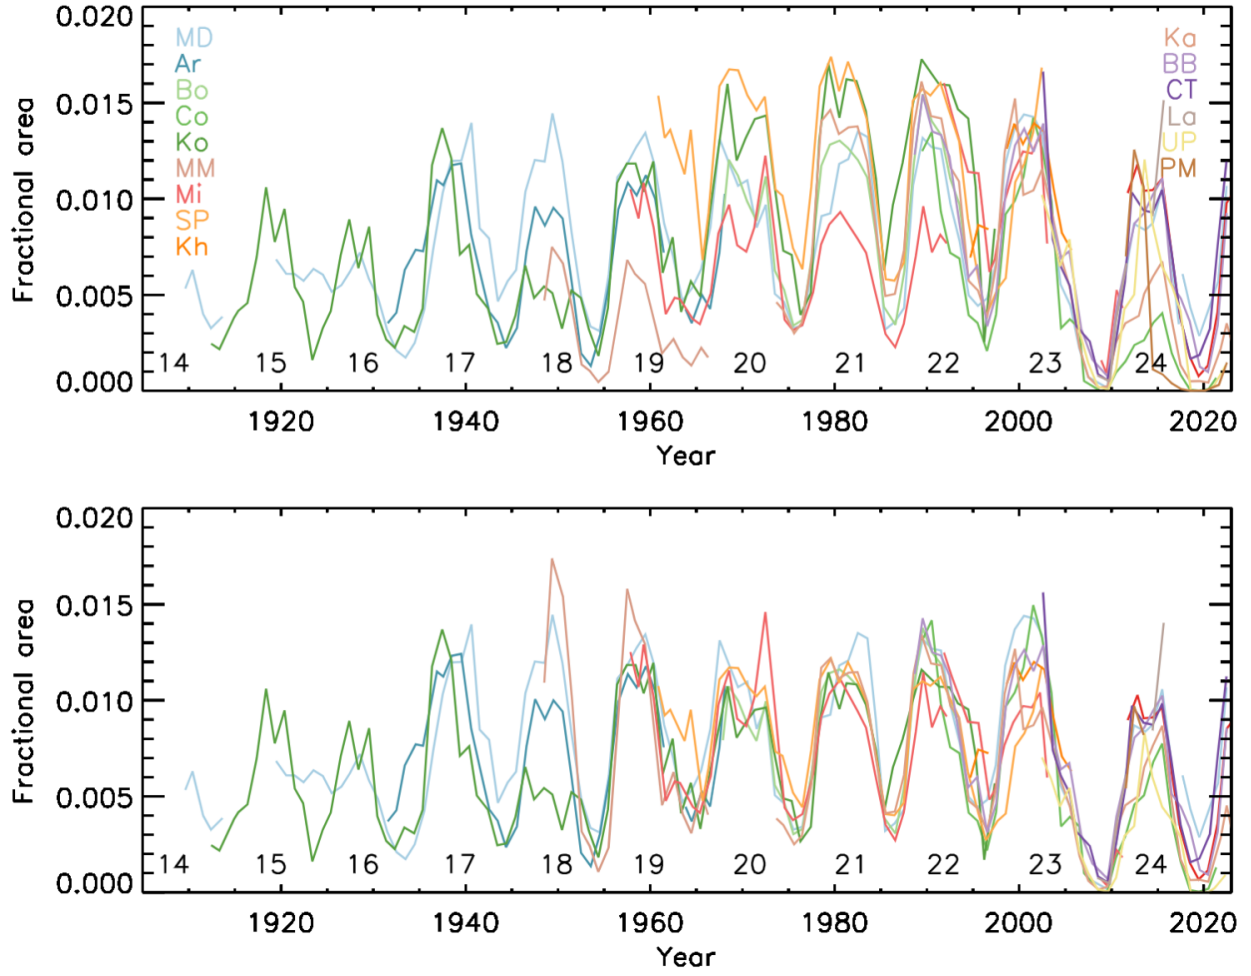 0.020
0.015
0.010
0.005
0.000
Fractional area
MD
Ar
Bo
Co
Ko
MM
Mi
SP
Kh
Ka
BB
CT
La
UP
PM
14 15 16 17 18 19 20 21 22 23 24
1920 1940 1960 1980 2000 2020
Year
0.020
0.015
0.010
0.005
0.000
Fractional area
14 15 16 17 18 19 20 21 22 23 24
1920 1940 1960 1980 2000 2020
Year